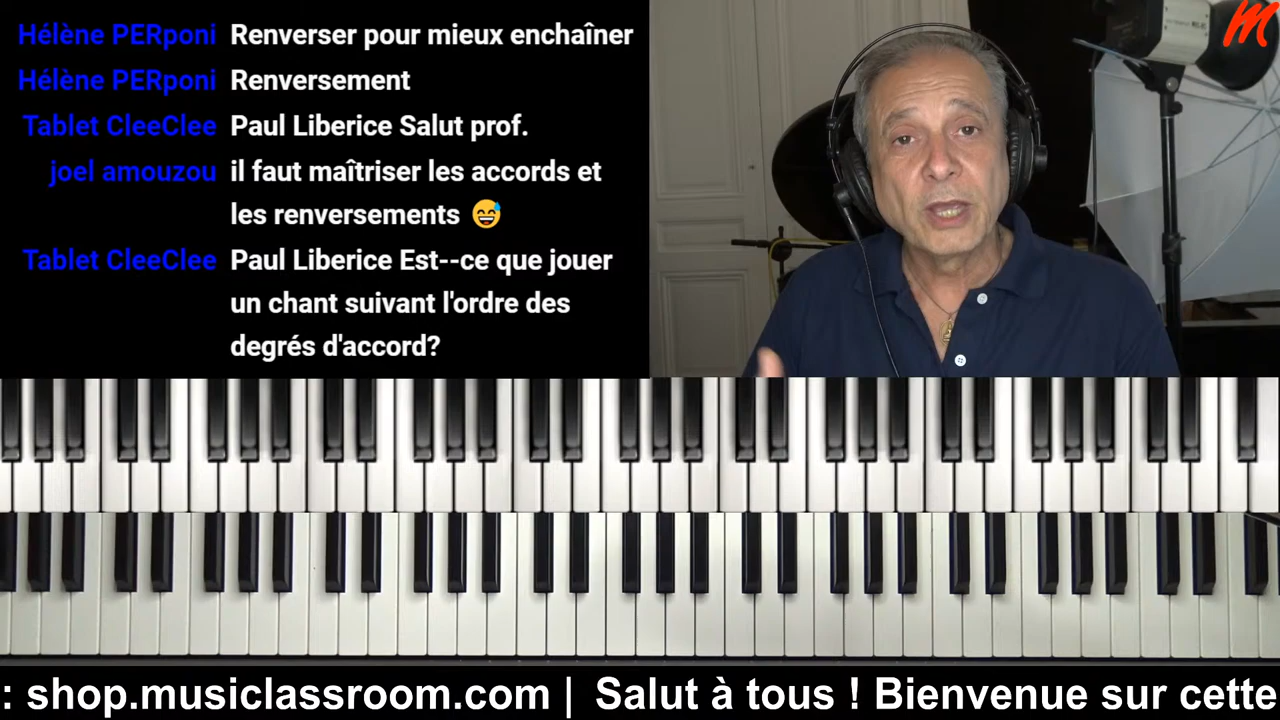 Hélène PERponi Renverser pour mieux enchaîner
Hélène PERponi Renversement
Tablet CleeClee Paul Liberice Salut prof.
joel amouzou il faut maîtriser les accords et
les renversements 😅
Tablet CleeClee Paul Liberice Est--ce que jouer
un chant suivant l'ordre des
degrés d'accord?
: shop.musiclassroom.com | Salut à tous ! Bienvenue sur cette